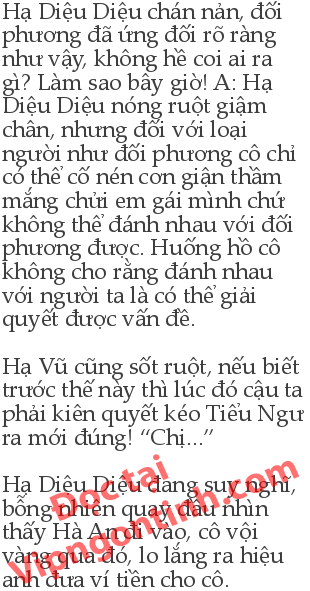 Hạ Diệu Diệu chán nản, đối
phương đã ứng đối rõ ràng
như vậy, không hề coi ai ra
gì? Làm sao bây giờ! A: Hạ
Diệu Diệu nóng ruột giậm
chân, nhưng đối với loại
người như đối phương cô chỉ
có thể cố nén cơn giận thầm
mắng chửi em gái mình chứ
không thể đánh nhau với đối
phương được. Huống hồ cô
không cho rằng đánh nhau
với người ta là có thể giải
quyết được vấn đề.
Hạ Vũ cũng sốt ruột, nếu biết
trước thế này thì lúc đó cậu ta
phải kiên quyết kéo Tiểu Ngư
ra mới đúng! “Chị...”
Hạ Diệu Diệu đang suy nghĩ,
bỗng nhiên quay đầu nhìn
thấy Hà An đi vào, cô vội
vàng qua đó, lo lắng ra hiệu
anh đưa ví tiền cho cô.
Doctai
Vipngontinh.com